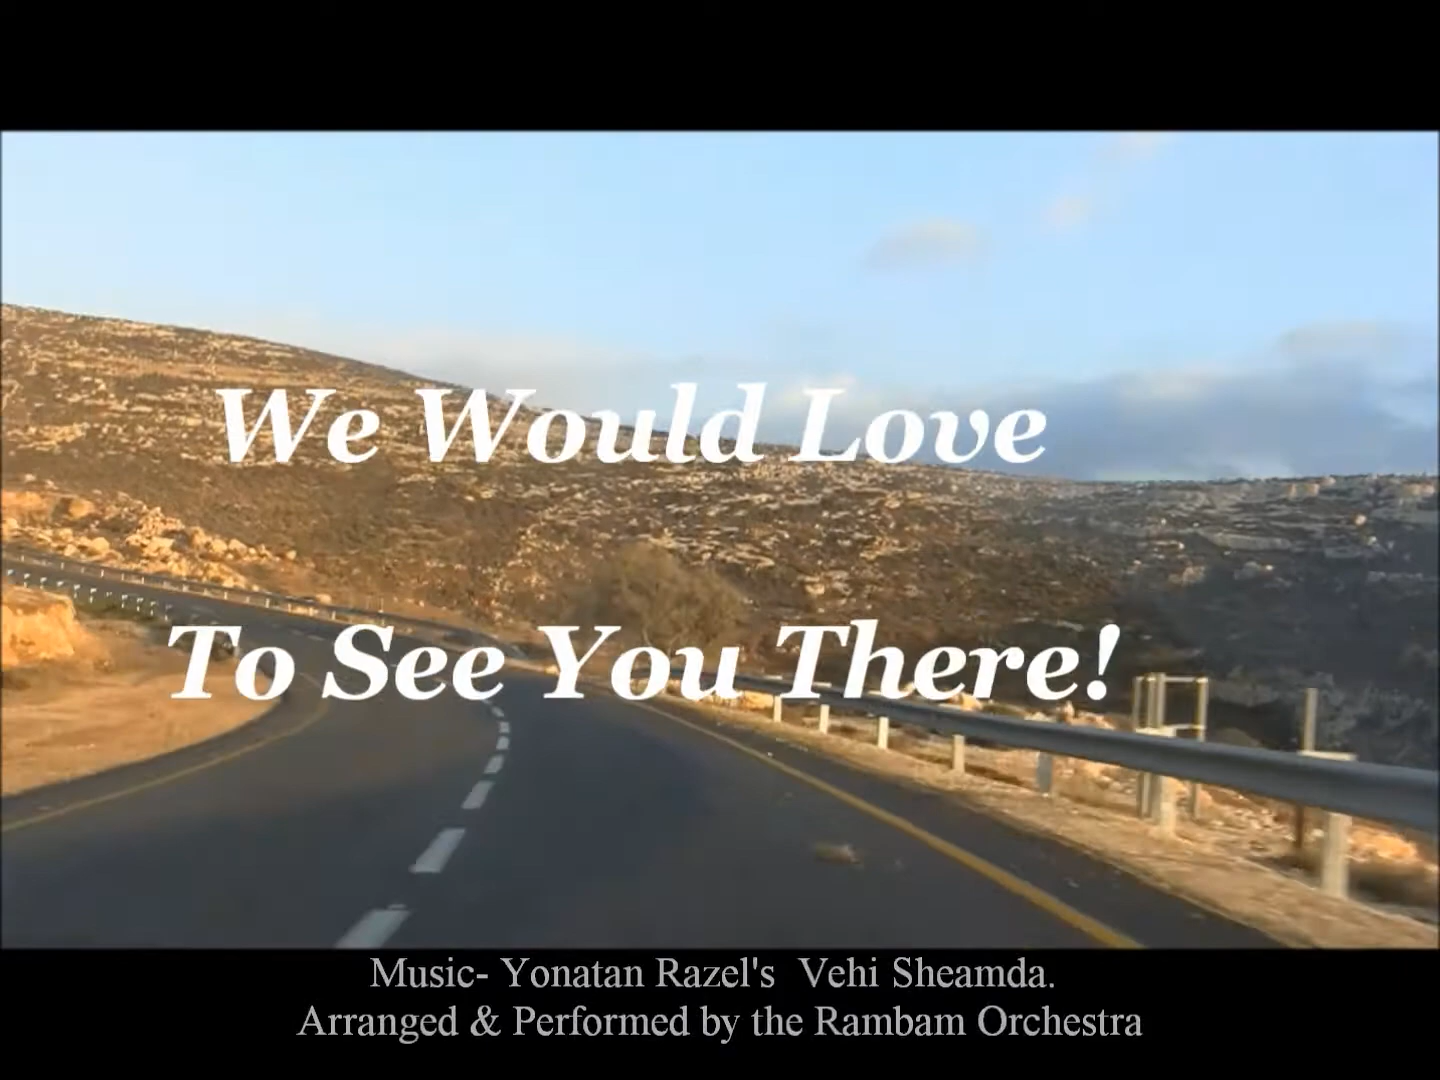 We Would Love
To See You There!
Music- Yonatan Razel's  Vehi Sheamda.
Arranged & Performed by the Rambam Orchestra